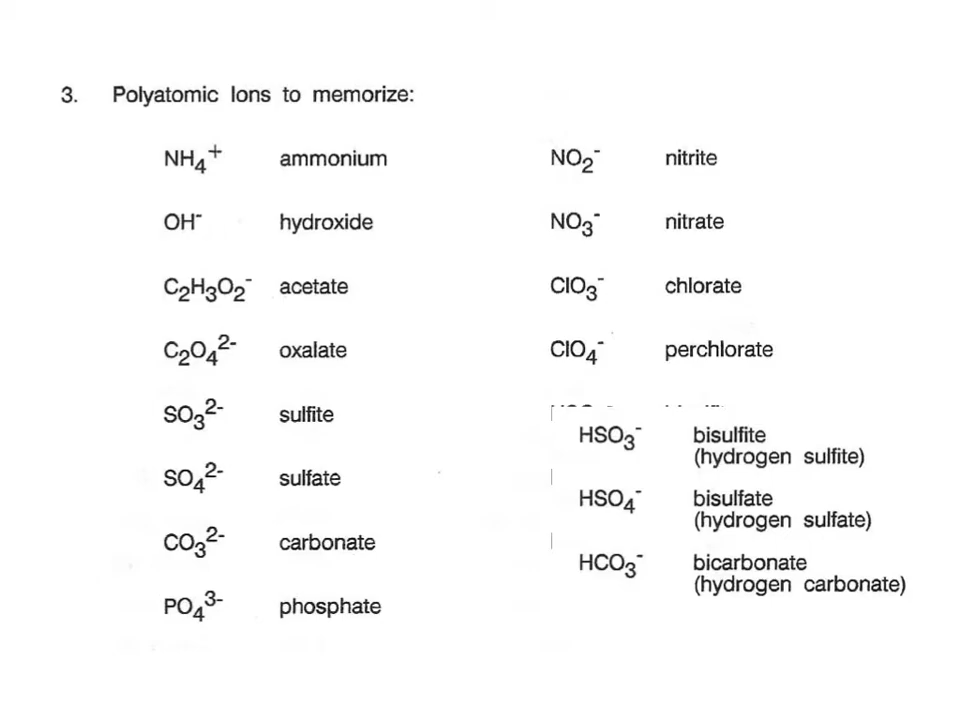 3. Polyatomic Ions to memorize:
NH₄⁺ ammonium
OH⁻ hydroxide
C₂H₃O₂⁻ acetate
C₂O₄²⁻ oxalate
SO₃²⁻ sulfite
SO₄²⁻ sulfate
CO₃²⁻ carbonate
PO₄³⁻ phosphate
NO₂⁻ nitrite
NO₃⁻ nitrate
ClO₃⁻ chlorate
ClO₄⁻ perchlorate
HSO₃⁻ bisulfite
(hydrogen sulfite)
HSO₄⁻ bisulfate
(hydrogen sulfate)
HCO₃⁻ bicarbonate
(hydrogen carbonate)